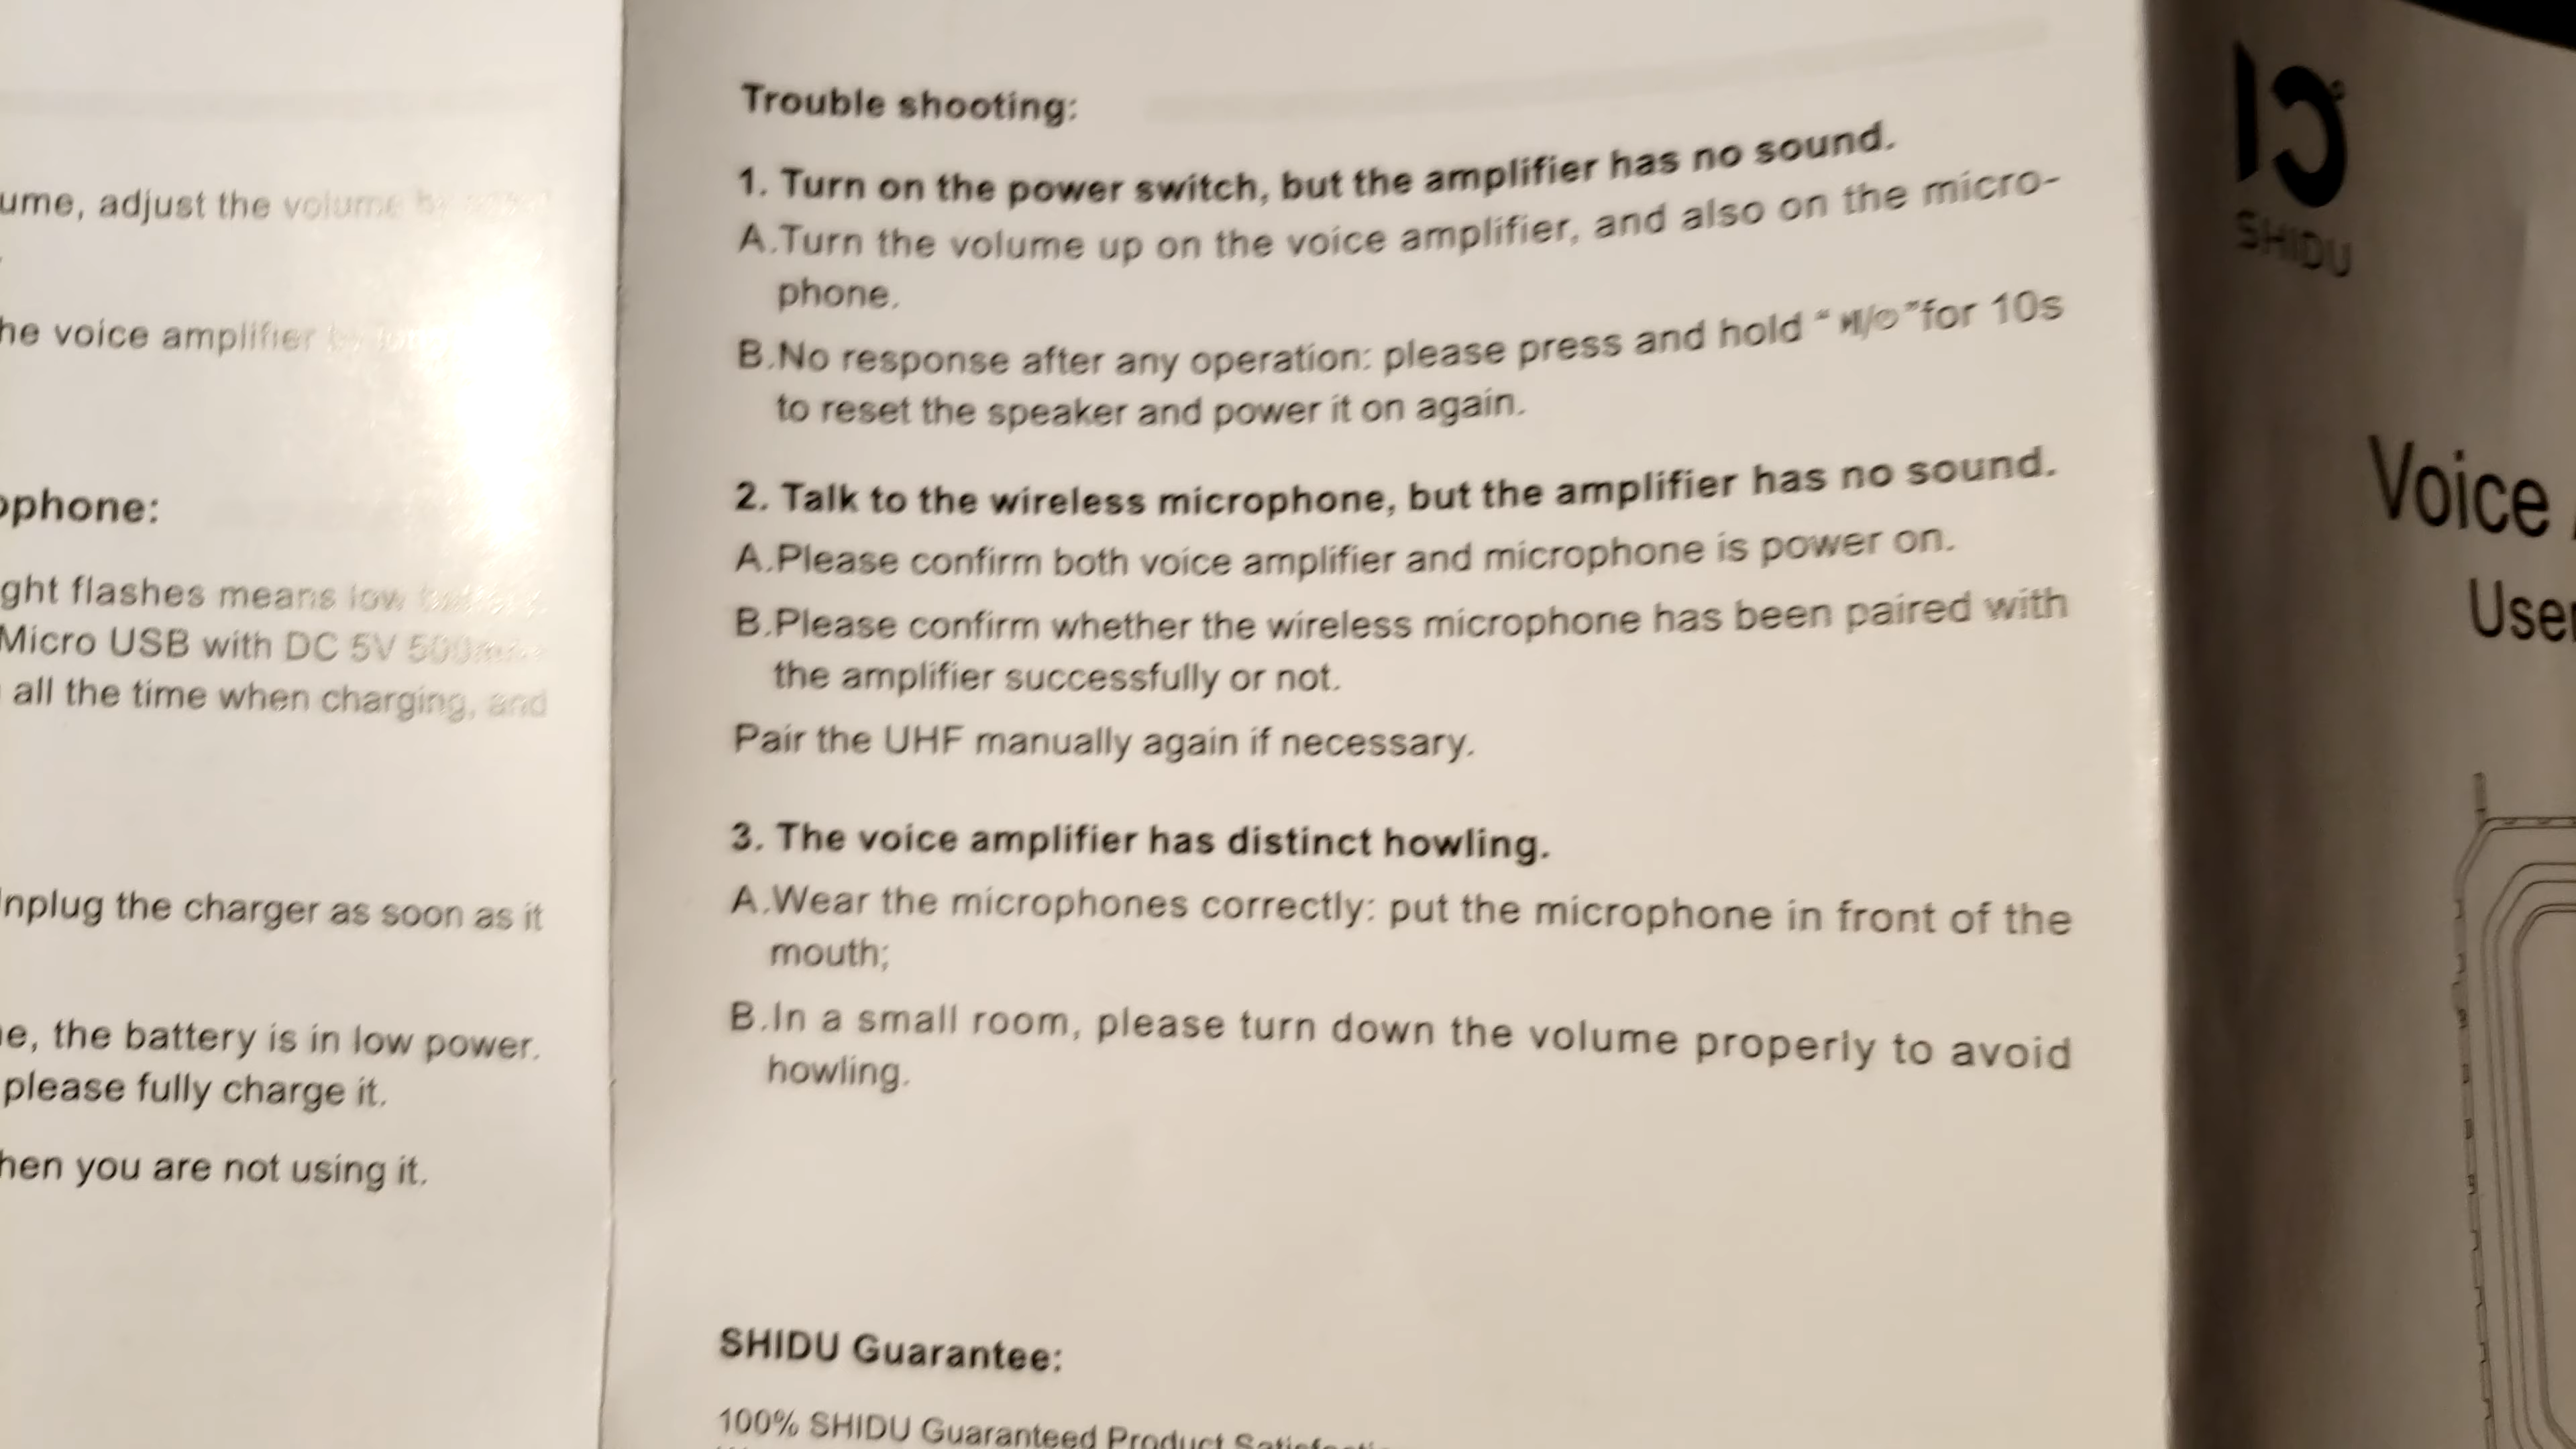 ume, adjust the volume
he voice amplifier
ophone:
ght flashes means low
Micro USB with DC 5V
all the time when charging, and
Unplug the charger as soon as it
e, the battery is in low power.
please fully charge it.
hen you are not using it.
Trouble shooting:
1. Turn on the power switch, but the amplifier has no sound.
A.Turn the volume up on the voice amplifier, and also on the micro-
phone.
B.No response after any operation: please press and hold “⏯/⏻”for 10s
to reset the speaker and power it on again.
2. Talk to the wireless microphone, but the amplifier has no sound.
A.Please confirm both voice amplifier and microphone is power on.
B.Please confirm whether the wireless microphone has been paired with
the amplifier successfully or not.
Pair the UHF manually again if necessary.
3. The voice amplifier has distinct howling.
A.Wear the microphones correctly: put the microphone in front of the
mouth;
B.In a small room, please turn down the volume properly to avoid
howling.
SHIDU Guarantee:
100% SHIDU Guaranteed Product
SHIDU
Voice
User